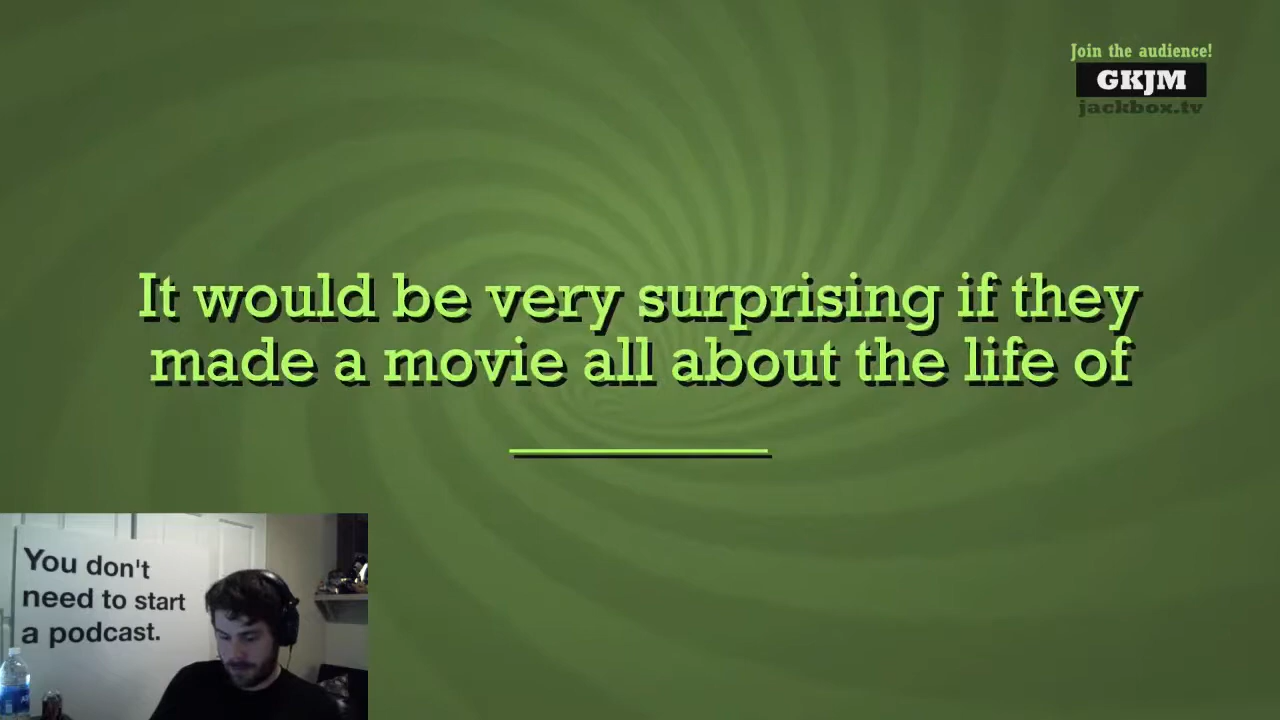 Join the audience!
GKJM
jackbox.tv
It would be very surprising if they
made a movie all about the life of
You don't
need to start
a podcast.